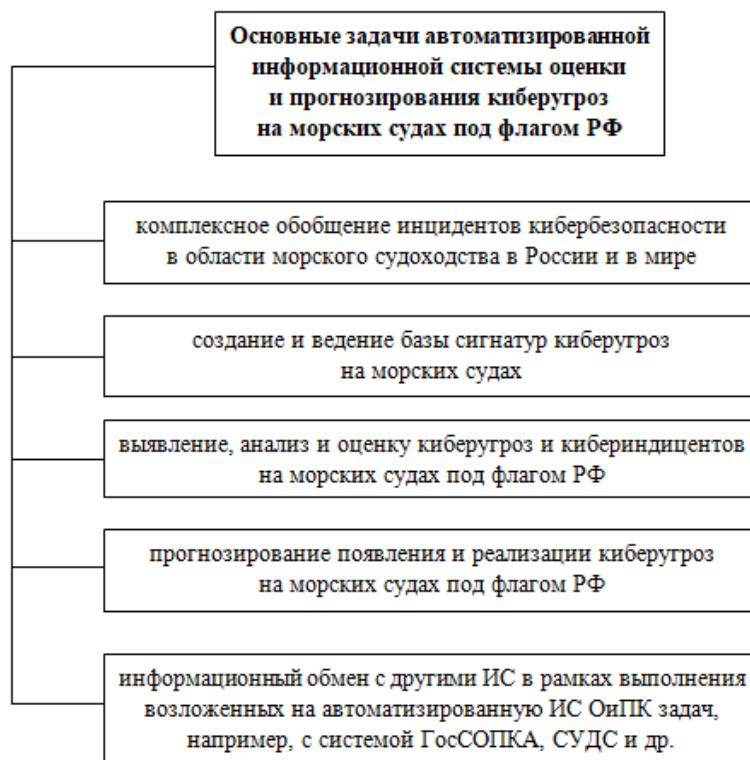 Основные задачи автоматизированной
информационной системы оценки
и прогнозирования киберугроз
на морских судах под флагом РФ
комплексное обобщение инцидентов кибербезопасности
в области морского судоходства в России и в мире
создание и ведение базы сигнатур киберугроз
на морских судах
выявление, анализ и оценку киберугроз и кибериндицентов
на морских судах под флагом РФ
прогнозирование появления и реализации киберугроз
на морских судах под флагом РФ
информационный обмен с другими ИС в рамках выполнения
возложенных на автоматизированную ИС ОиПК задач,
например, с системой ГосСОПКА, СУДС и др.